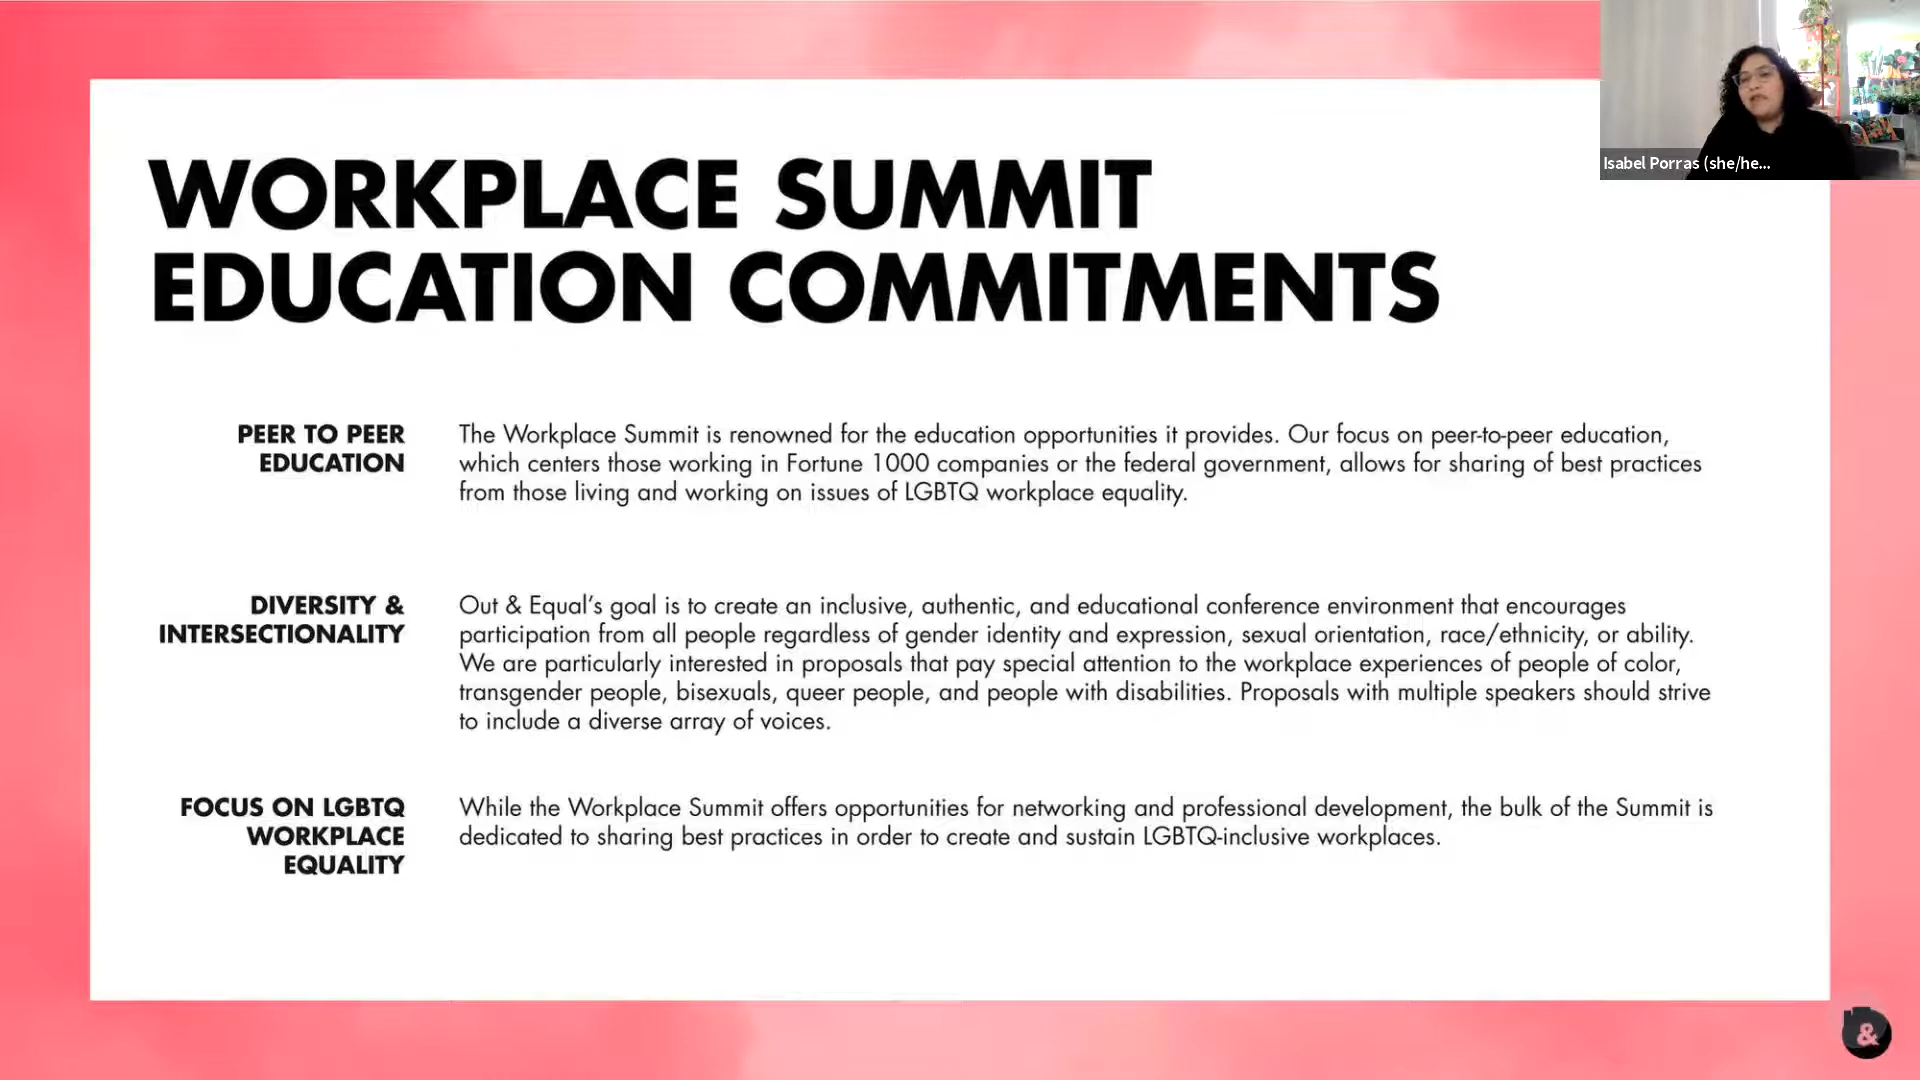 WORKPLACE SUMMIT
EDUCATION COMMITMENTS
PEER TO PEER
EDUCATION
The Workplace Summit is renowned for the education opportunities it provides. Our focus on peer-to-peer education,
which centers those working in Fortune 1000 companies or the federal government, allows for sharing of best practices
from those living and working on issues of LGBTQ workplace equality.
DIVERSITY &
INTERSECTIONALITY
Out & Equal’s goal is to create an inclusive, authentic, and educational conference environment that encourages
participation from all people regardless of gender identity and expression, sexual orientation, race/ethnicity, or ability.
We are particularly interested in proposals that pay special attention to the workplace experiences of people of color,
transgender people, bisexuals, queer people, and people with disabilities. Proposals with multiple speakers should strive
to include a diverse array of voices.
FOCUS ON LGBTQ
WORKPLACE
EQUALITY
While the Workplace Summit offers opportunities for networking and professional development, the bulk of the Summit is
dedicated to sharing best practices in order to create and sustain LGBTQ-inclusive workplaces.
Isabel Porras (she/he...
&